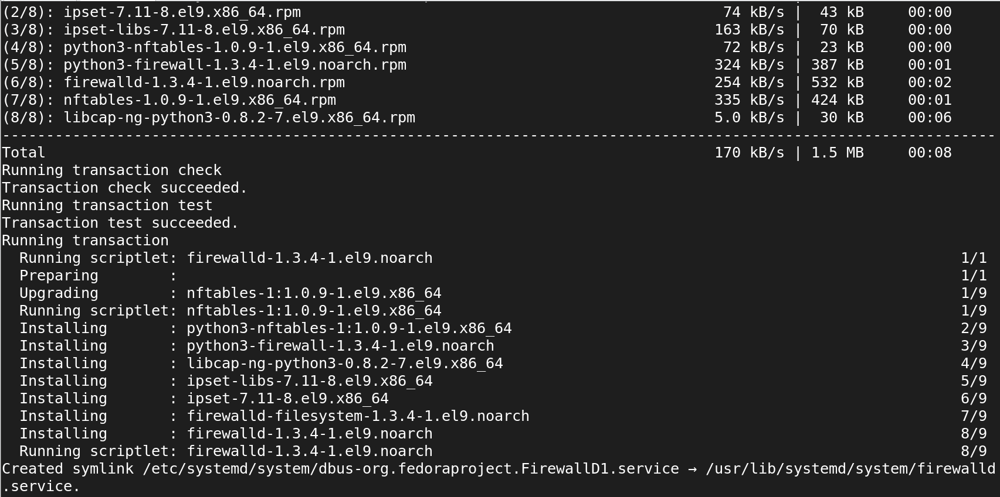 (2/8): ipset-7.11-8.el9.x86_64.rpm 74 kB/s | 43 kB 00:00
(3/8): ipset-libs-7.11-8.el9.x86_64.rpm 163 kB/s | 70 kB 00:00
(4/8): python3-nftables-1.0.9-1.el9.x86_64.rpm 72 kB/s | 23 kB 00:00
(5/8): python3-firewall-1.3.4-1.el9.noarch.rpm 324 kB/s | 387 kB 00:01
(6/8): firewalld-1.3.4-1.el9.noarch.rpm 254 kB/s | 532 kB 00:02
(7/8): nftables-1.0.9-1.el9.x86_64.rpm 335 kB/s | 424 kB 00:01
(8/8): libcap-ng-python3-0.8.2-7.el9.x86_64.rpm 5.0 kB/s | 30 kB 00:06
-----------------------------------------------------------------------------------------------------------------
Total 170 kB/s | 1.5 MB 00:08
Running transaction check
Transaction check succeeded.
Running transaction test
Transaction test succeeded.
Running transaction
  Running scriptlet: firewalld-1.3.4-1.el9.noarch 1/1
  Preparing        : 1/1
  Upgrading        : nftables-1:1.0.9-1.el9.x86_64 1/9
  Running scriptlet: nftables-1:1.0.9-1.el9.x86_64 1/9
  Installing       : python3-nftables-1:1.0.9-1.el9.x86_64 2/9
  Installing       : python3-firewall-1.3.4-1.el9.noarch 3/9
  Installing       : libcap-ng-python3-0.8.2-7.el9.x86_64 4/9
  Installing       : ipset-libs-7.11-8.el9.x86_64 5/9
  Installing       : ipset-7.11-8.el9.x86_64 6/9
  Installing       : firewalld-filesystem-1.3.4-1.el9.noarch 7/9
  Installing       : firewalld-1.3.4-1.el9.noarch 8/9
  Running scriptlet: firewalld-1.3.4-1.el9.noarch 8/9
Created symlink /etc/systemd/system/dbus-org.fedoraproject.FirewallD1.service → /usr/lib/systemd/system/firewalld
.service.